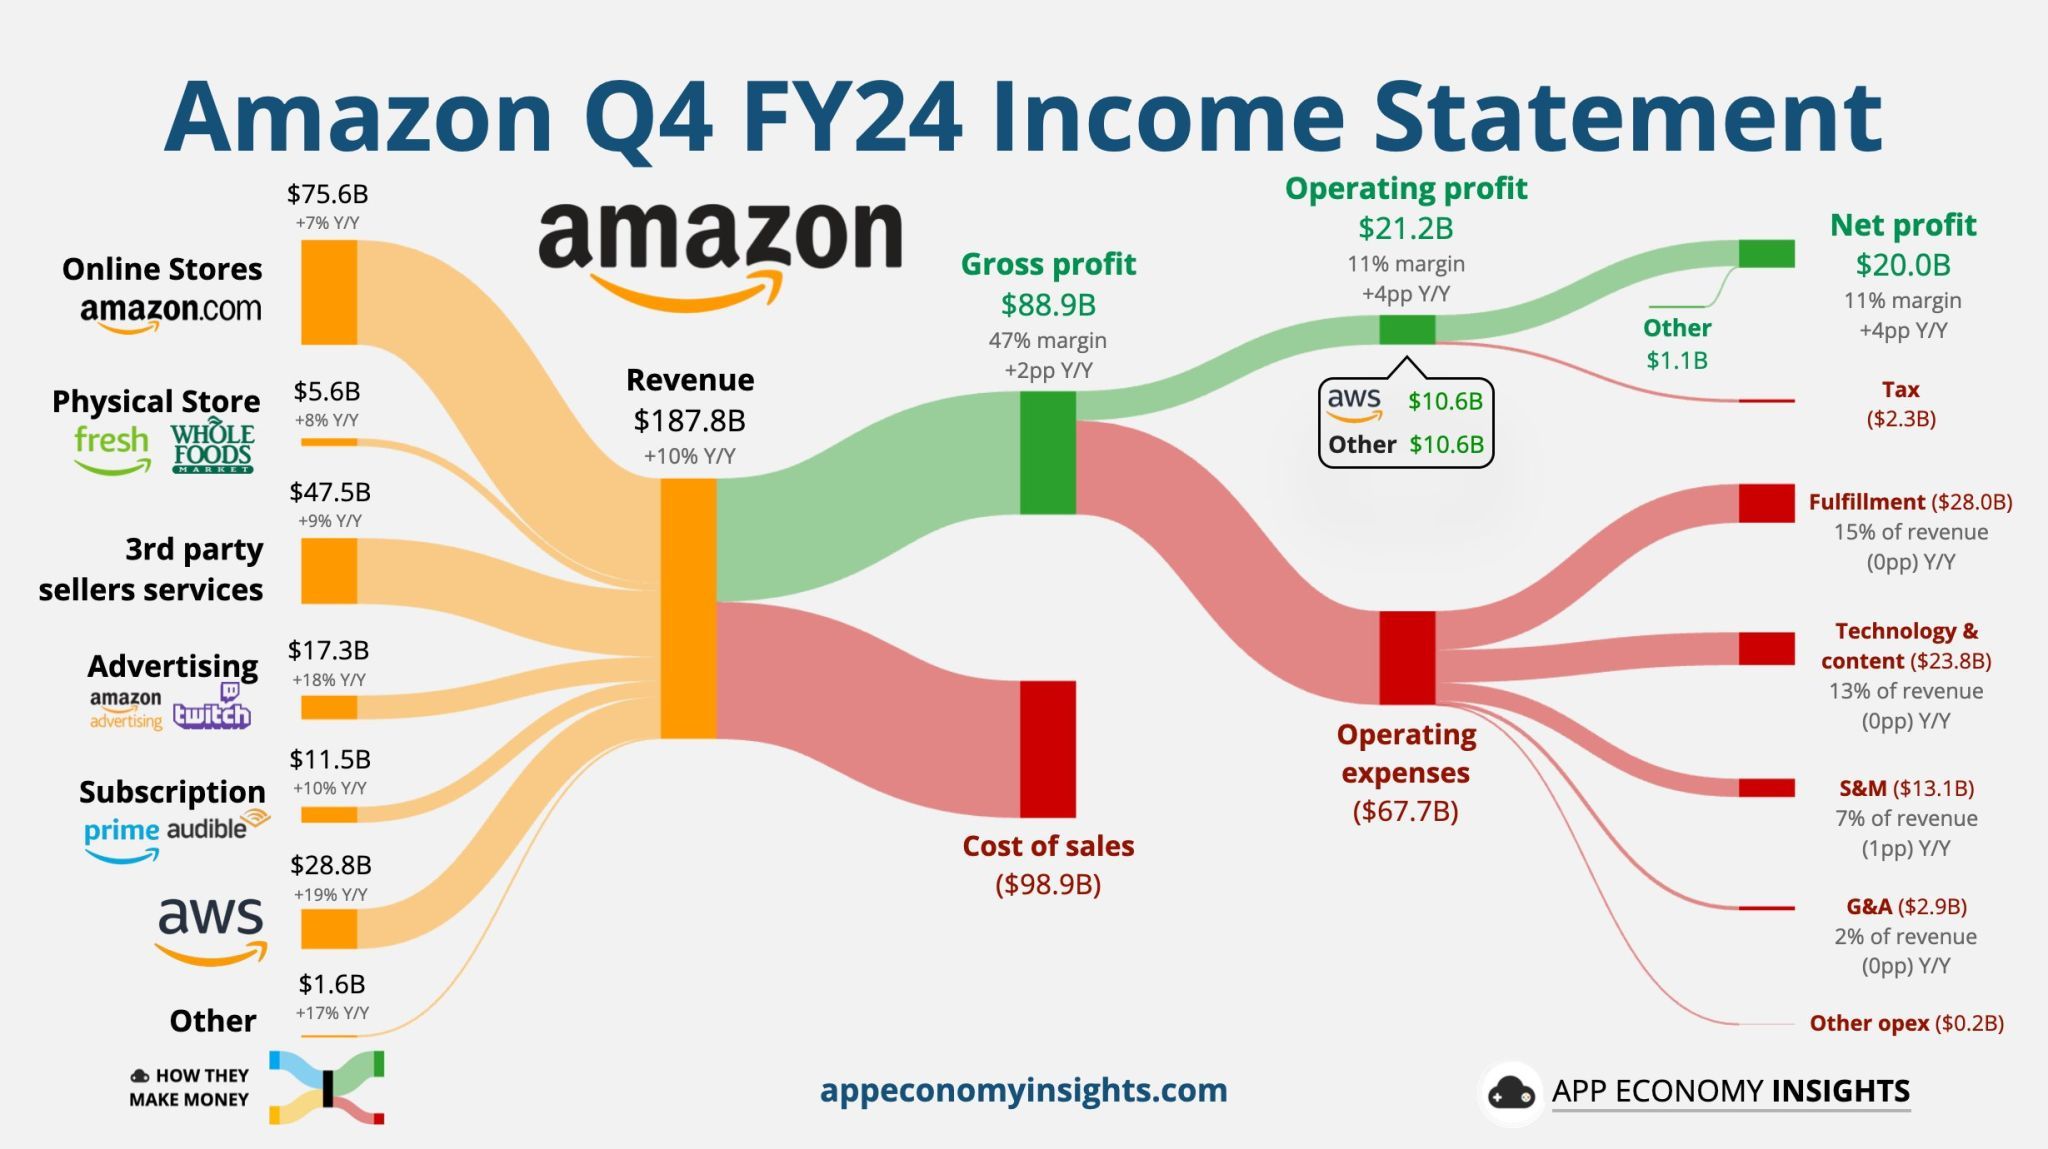 Amazon Q4 FY24 Income Statement
amazon
$75.6B
+7% Y/Y
Online Stores
amazon.com
$5.6B
+8% Y/Y
Physical Store
fresh
WHOLE
FOODS
MARKET
$47.5B
+9% Y/Y
3rd party
sellers services
$17.3B
+18% Y/Y
Advertising
amazon
advertising
twitch
$11.5B
+10% Y/Y
Subscription
prime
audible
$28.8B
+19% Y/Y
aws
$1.6B
+17% Y/Y
Other
Revenue
$187.8B
+10% Y/Y
Gross profit
$88.9B
47% margin
+2pp Y/Y
Cost of sales
($98.9B)
Operating profit
$21.2B
11% margin
+4pp Y/Y
aws $10.6B
Other $10.6B
Operating
expenses
($67.7B)
Net profit
$20.0B
11% margin
+4pp Y/Y
Other
$1.1B
Tax
($2.3B)
Fulfillment ($28.0B)
15% of revenue
(0pp) Y/Y
Technology &
content ($23.8B)
13% of revenue
(0pp) Y/Y
S&M ($13.1B)
7% of revenue
(1pp) Y/Y
G&A ($2.9B)
2% of revenue
(0pp) Y/Y
Other opex ($0.2B)
HOW THEY
MAKE MONEY
appeconomyinsights.com
APP ECONOMY INSIGHTS